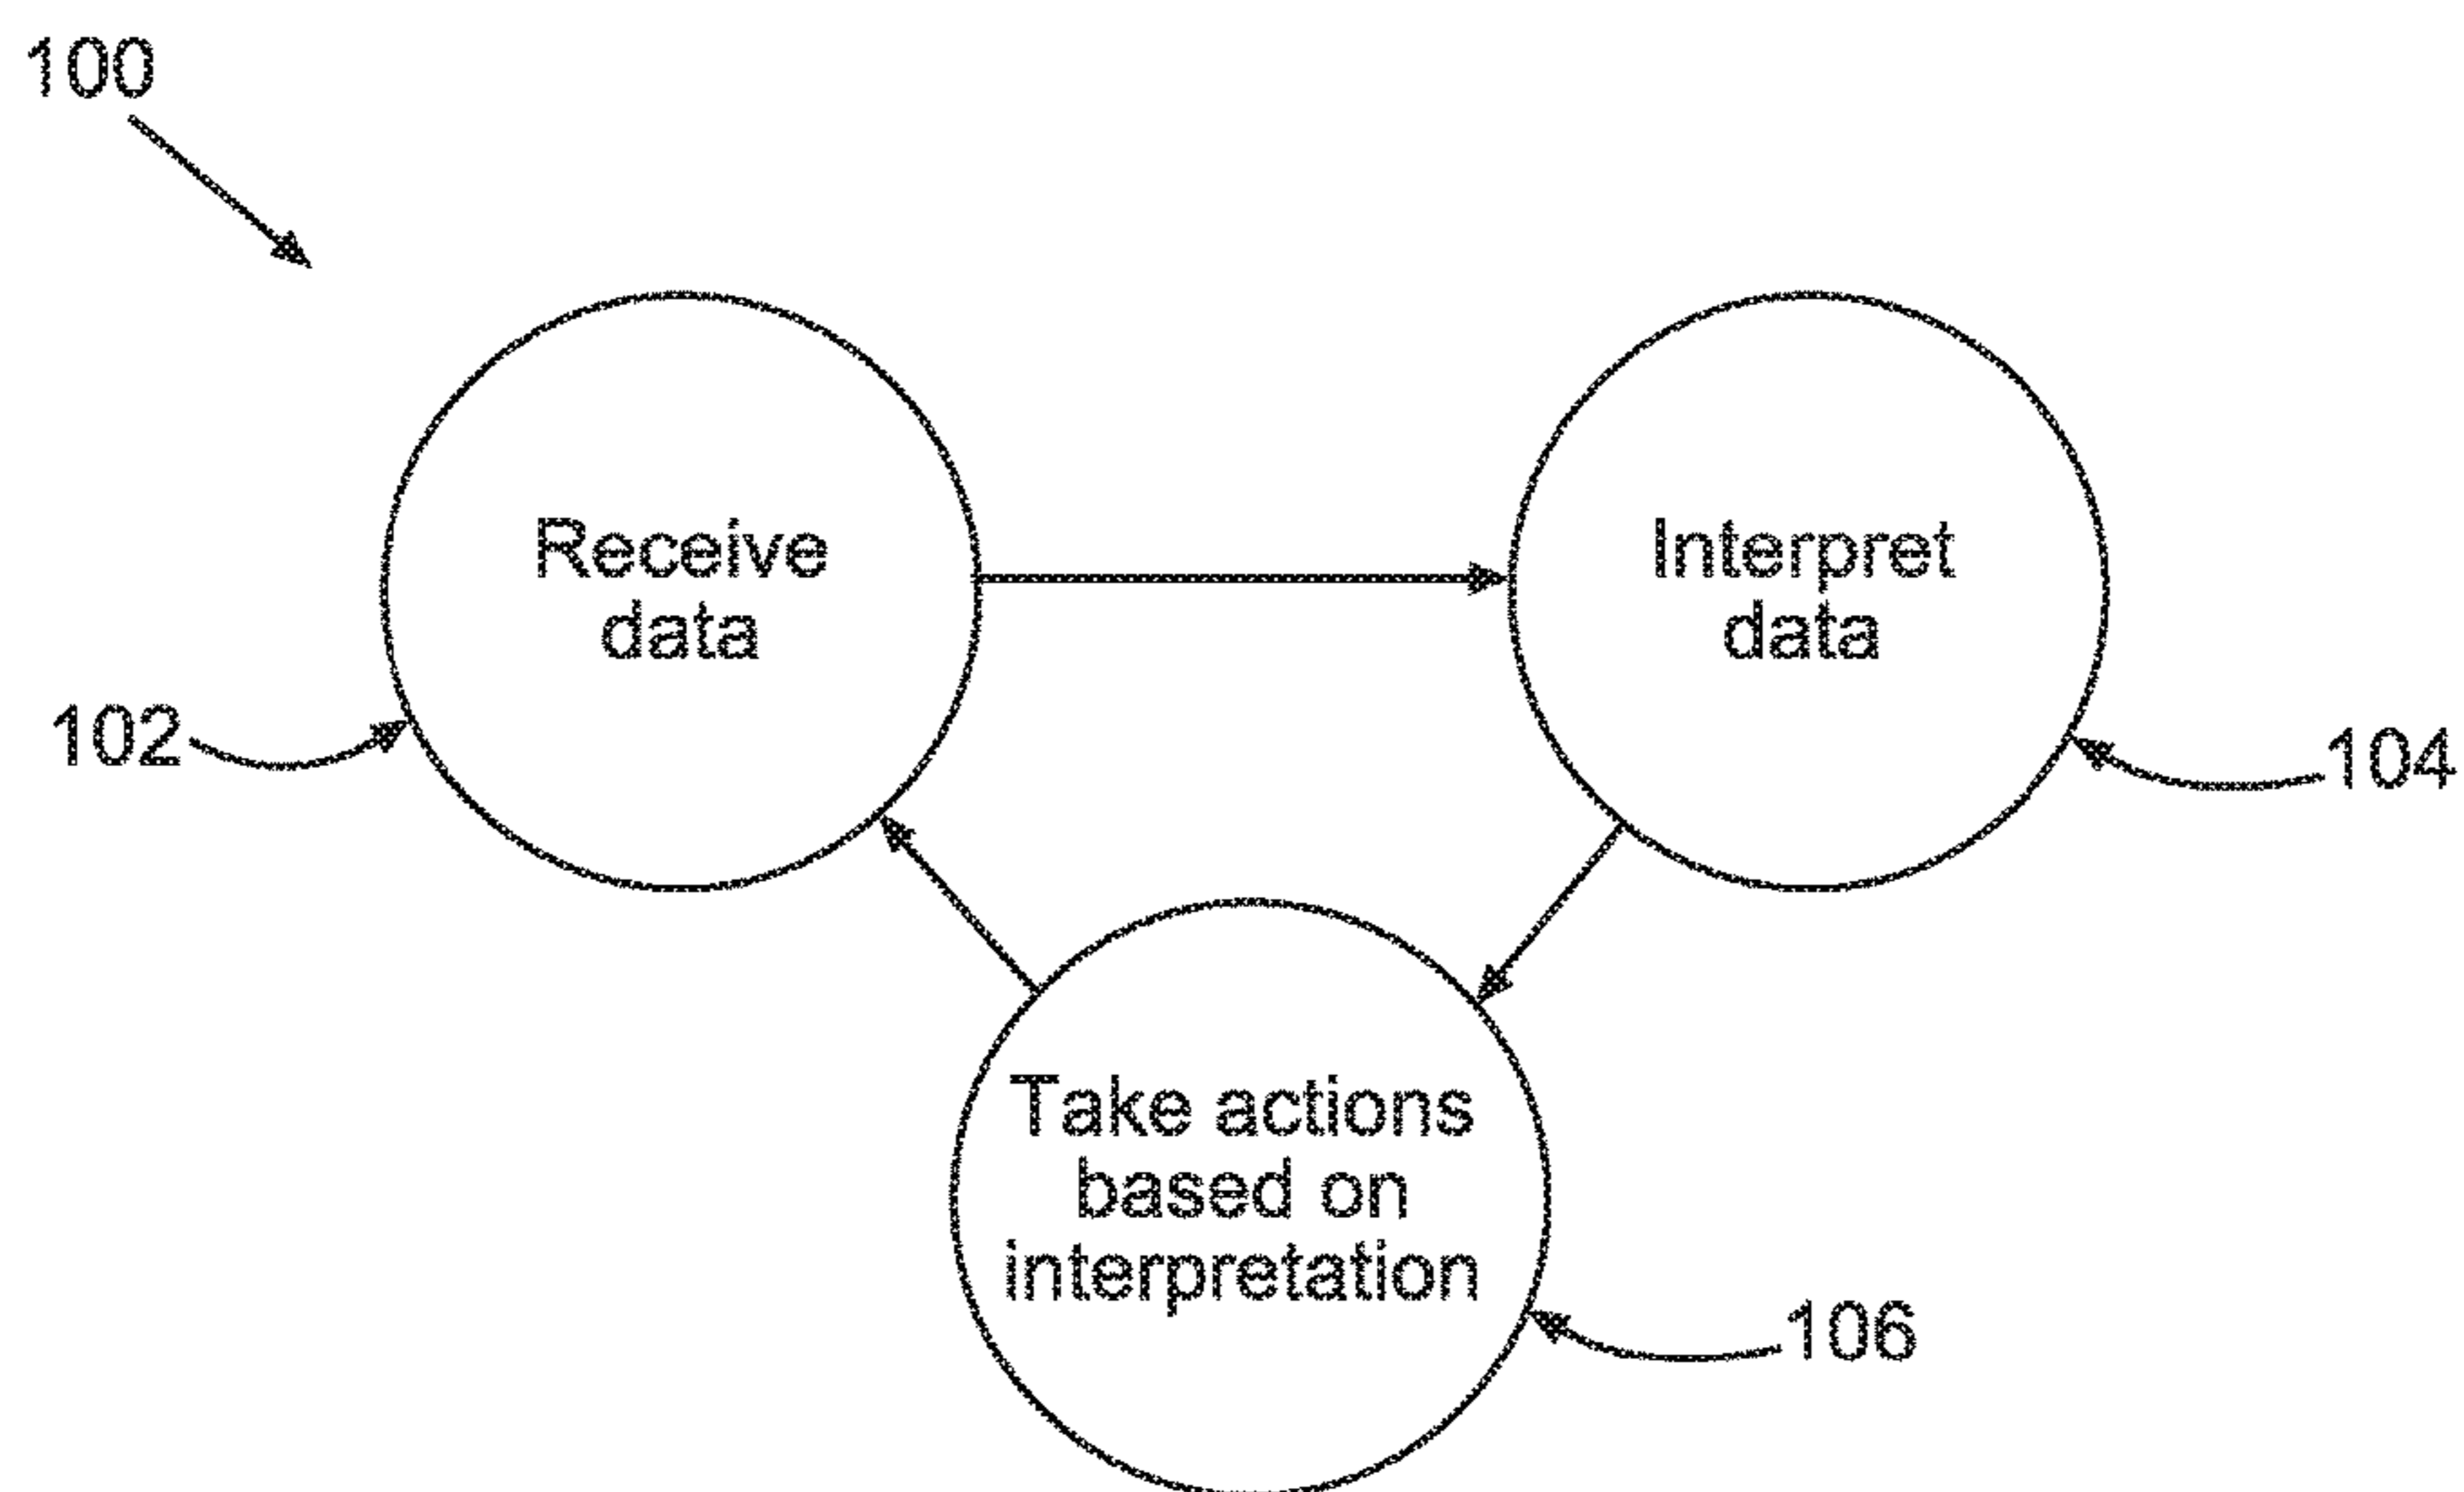 100
Receive
data
Interpret
data
102
104
Take actions
based on
interpretation
106